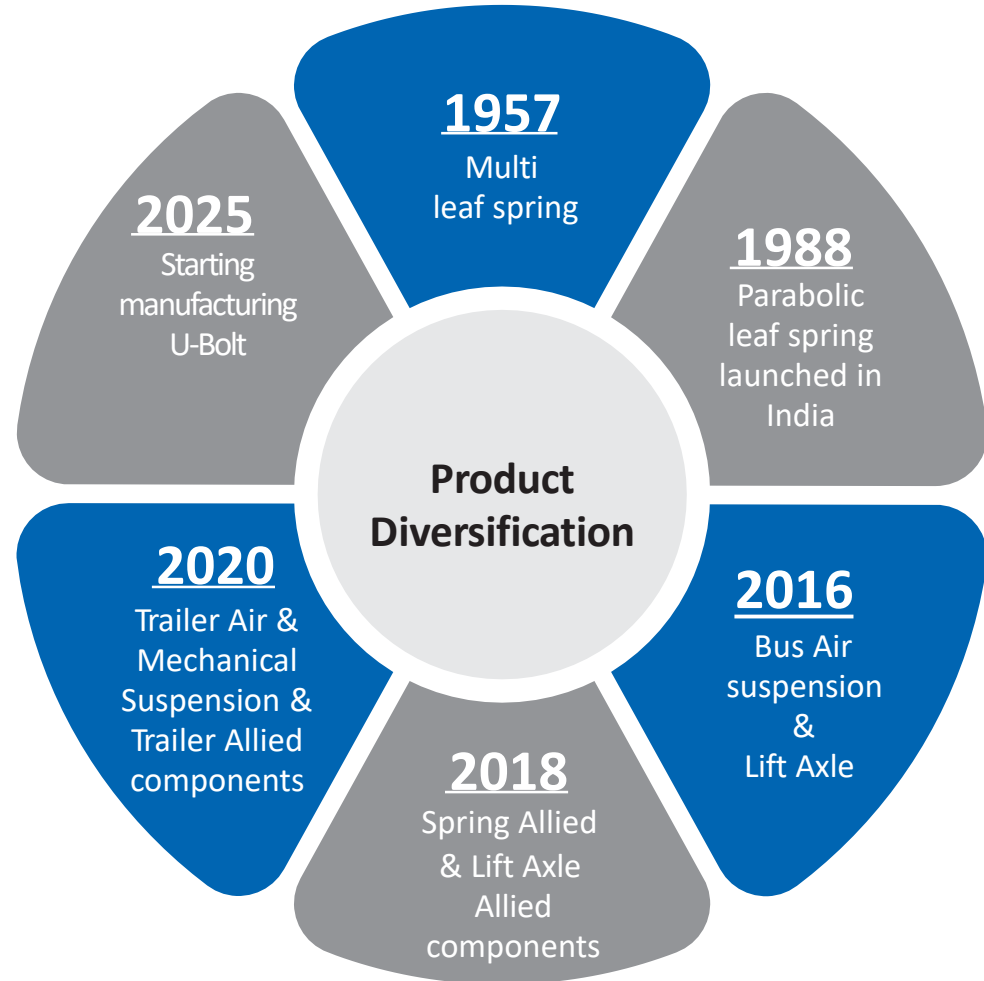 1957
Multi
leaf spring
1988
Parabolic
leaf spring
launched in
India
2016
Bus Air
suspension
&
Lift Axle
2018
Spring Allied
& Lift Axle
Allied
components
2020
Trailer Air &
Mechanical
Suspension &
Trailer Allied
components
2025
Starting
manufacturing
U-Bolt
Product
Diversification